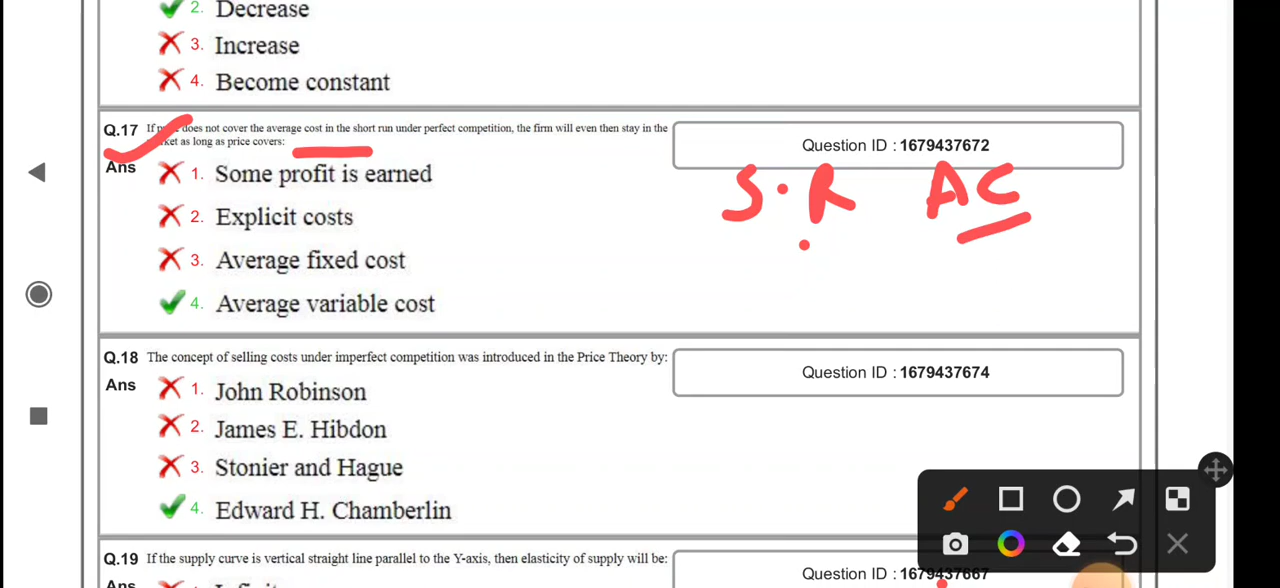 2. Decrease
3. Increase
4. Become constant
Q.17 If does not cover the average cost in the short run under perfect competition, the firm will even then stay in the
as long as price covers:
Question ID : 1679437672
Ans 1. Some profit is earned
2. Explicit costs
3. Average fixed cost
4. Average variable cost
S.R AC
Q.18 The concept of selling costs under imperfect competition was introduced in the Price Theory by:
Question ID : 1679437674
Ans 1. John Robinson
2. James E. Hibdon
3. Stonier and Hague
4. Edward H. Chamberlin
Q.19 If the supply curve is vertical straight line parallel to the Y-axis, then elasticity of supply will be:
Question ID : 1679437667
Ans